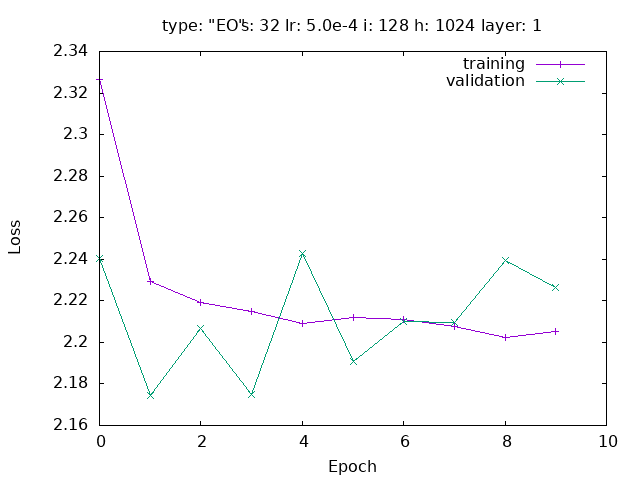 type: "EO's: 32 lr: 5.0e-4 i: 128 h: 1024 layer: 1
2.34
training
validation
2.32
2.3
2.28
2.26
2.24
2.22
2.2
2.18
2.16
Loss
0 2 4 6 8 10
Epoch